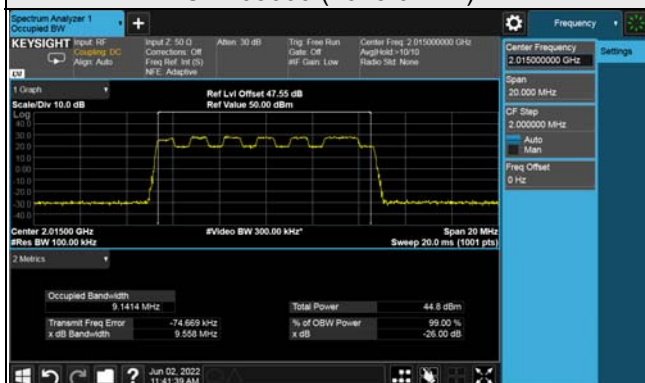 Spectrum Analyzer 1
Occupied BW
Frequency
KEYSIGHT
Input: RF
Coupling: DC
Align: Auto
Input Z: 50 Ω
Corrections: Off
Freq Ref: Int (S)
NFE: Adaptive
Atten: 30 dB
Trig: Free Run
Gate: Off
#IF Gain: Low
Center Freq: 2.015000000 GHz
Avg|Hold:>10/10
Radio Std: None
Center Frequency
2.015000000 GHz
Settings
Span
20.000 MHz
CF Step
2.000000 MHz
Auto
Man
Freq Offset
0 Hz
LXI
1 Graph
Scale/Div 10.0 dB
Ref Lvl Offset 47.55 dB
Ref Value 50.00 dBm
Log
40.0
30.0
20.0
10.0
0.00
-10.0
-20.0
-30.0
-40.0
Center 2.01500 GHz
#Res BW 100.00 kHz
#Video BW 300.00 kHz*
Span 20 MHz
Sweep 20.0 ms (1001 pts)
2 Metrics
Occupied Bandwidth
9.1414 MHz
Total Power
44.8 dBm
Transmit Freq Error
-74.669 kHz
% of OBW Power
99.00 %
x dB Bandwidth
9.558 MHz
x dB
-26.00 dB
Jun 02, 2022
11:41:39 AM